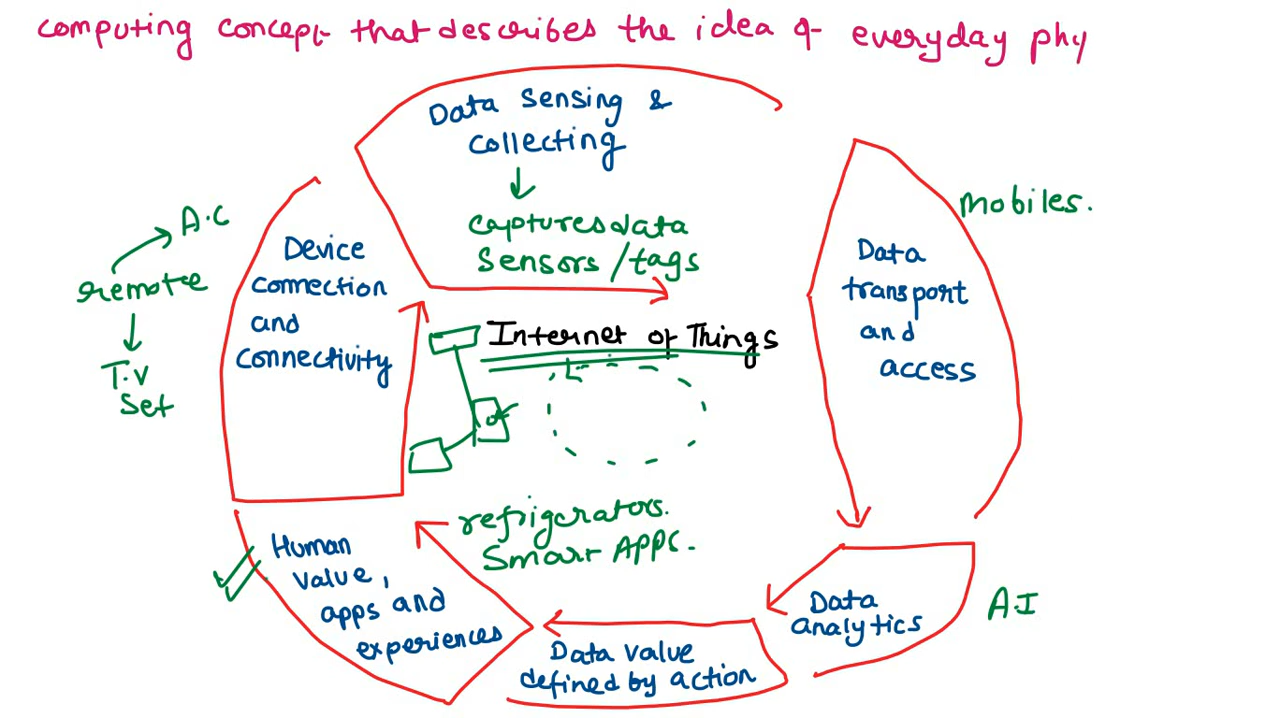 computing concept that describes the idea of everyday phy
Data Sensing &
Collecting
Captures data
Sensors / tags
mobiles.
A.C
remote
T.V
Set
Device
connection
and
connectivity
Internet of Things
Data
transport
and
access
refrigerators.
Smart APPS.
Human
value,
apps and
experiences
Data
analytics
A.I
Data value
defined by action